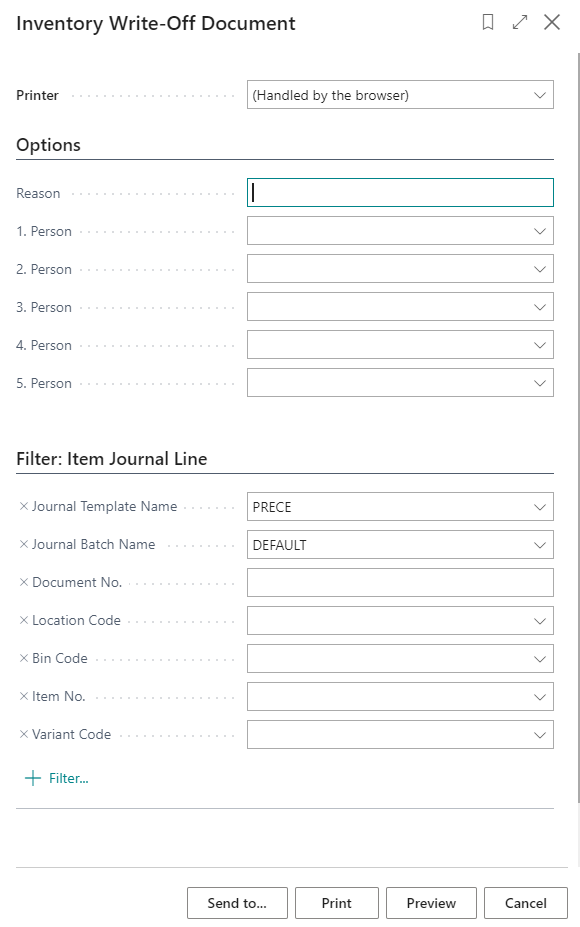 Inventory Write-Off Document
Printer (Handled by the browser)
Options
Reason
1. Person
2. Person
3. Person
4. Person
5. Person
Filter: Item Journal Line
Journal Template Name PRECE
Journal Batch Name DEFAULT
Document No.
Location Code
Bin Code
Item No.
Variant Code
Filter...
Send to... Print Preview Cancel